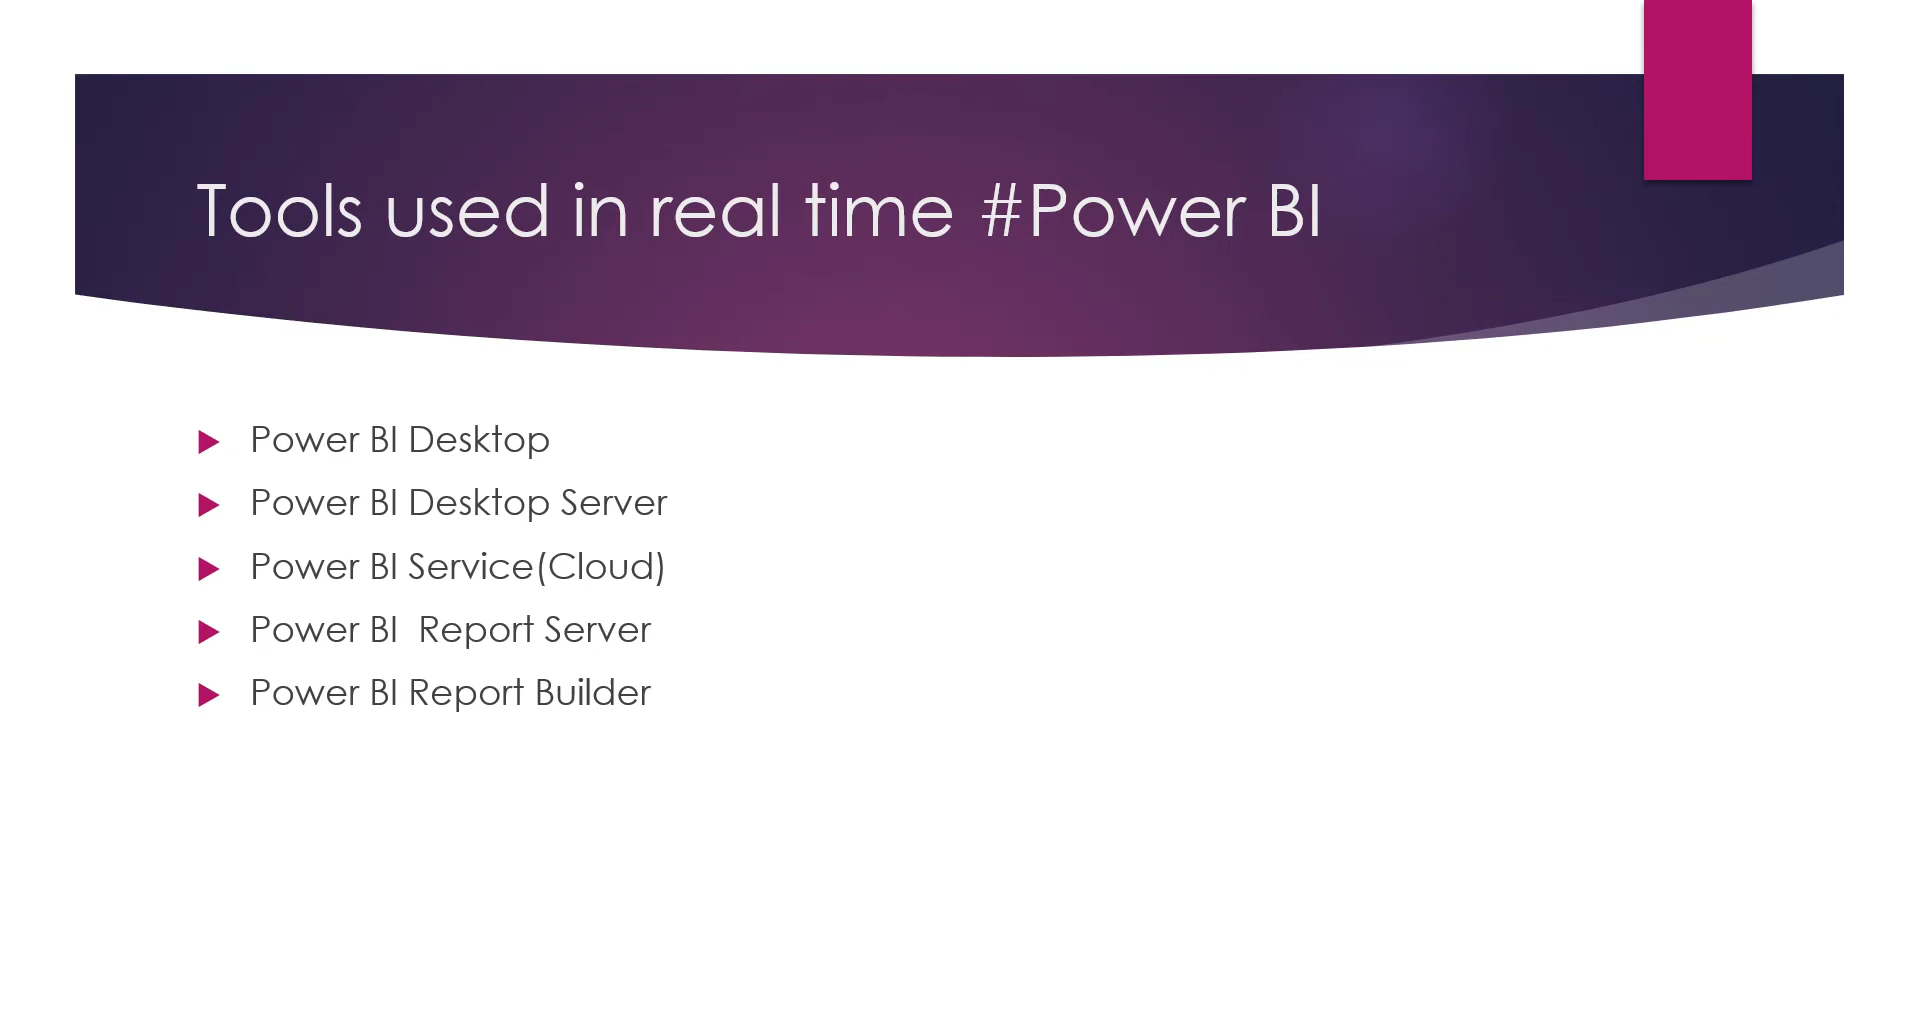 Tools used in real time #Power BI
Power BI Desktop
Power BI Desktop Server
Power BI Service(Cloud)
Power BI  Report Server
Power BI Report Builder